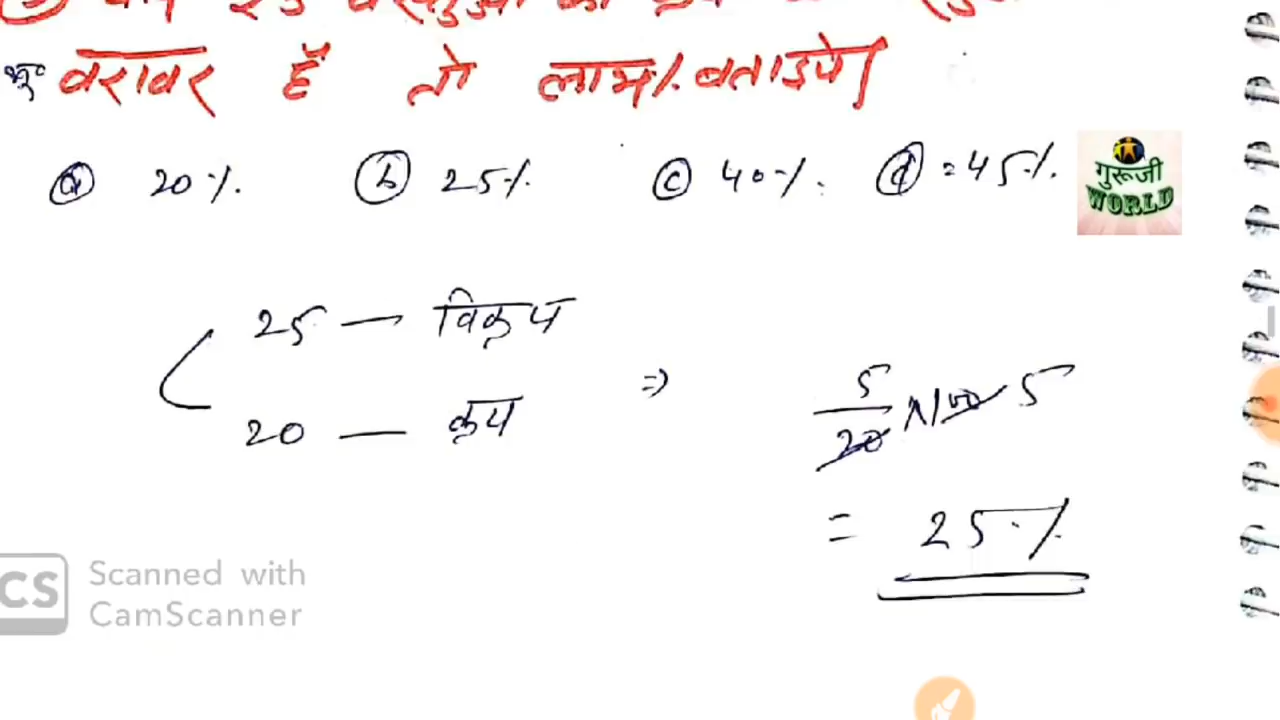 बराबर हैं तो लाभ% बताइये|
(a) 20% (b) 25% (c) 40% (d) = 45%
गुरूजी
WORLD
25 — विक्रय
20 — क्रय
⇒ 5/20 × 100 5
= 25%
CS Scanned with
CamScanner